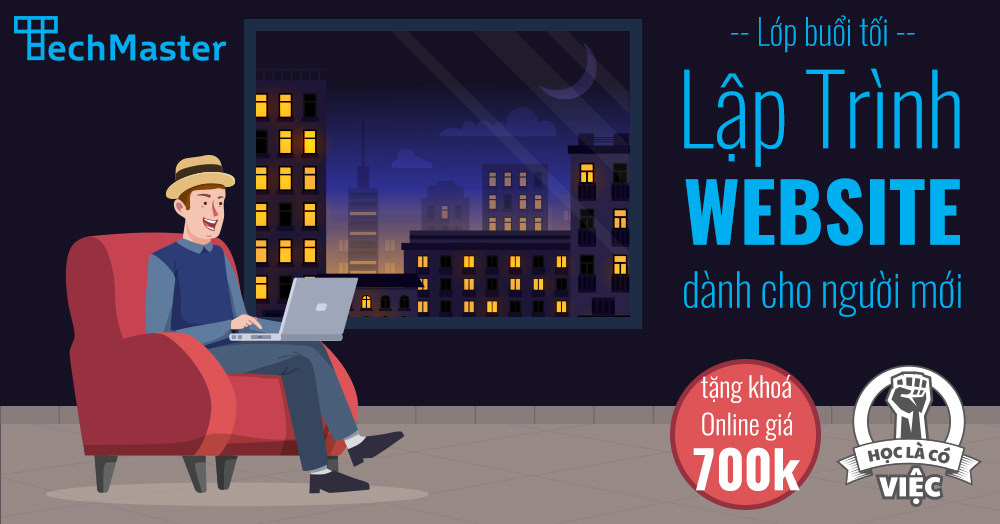 TechMaster
-- Lớp buổi tối --
Lập Trình
WEBSITE
dành cho người mới
tặng khoá
Online giá
700k
HỌC LÀ CÓ
VIỆC